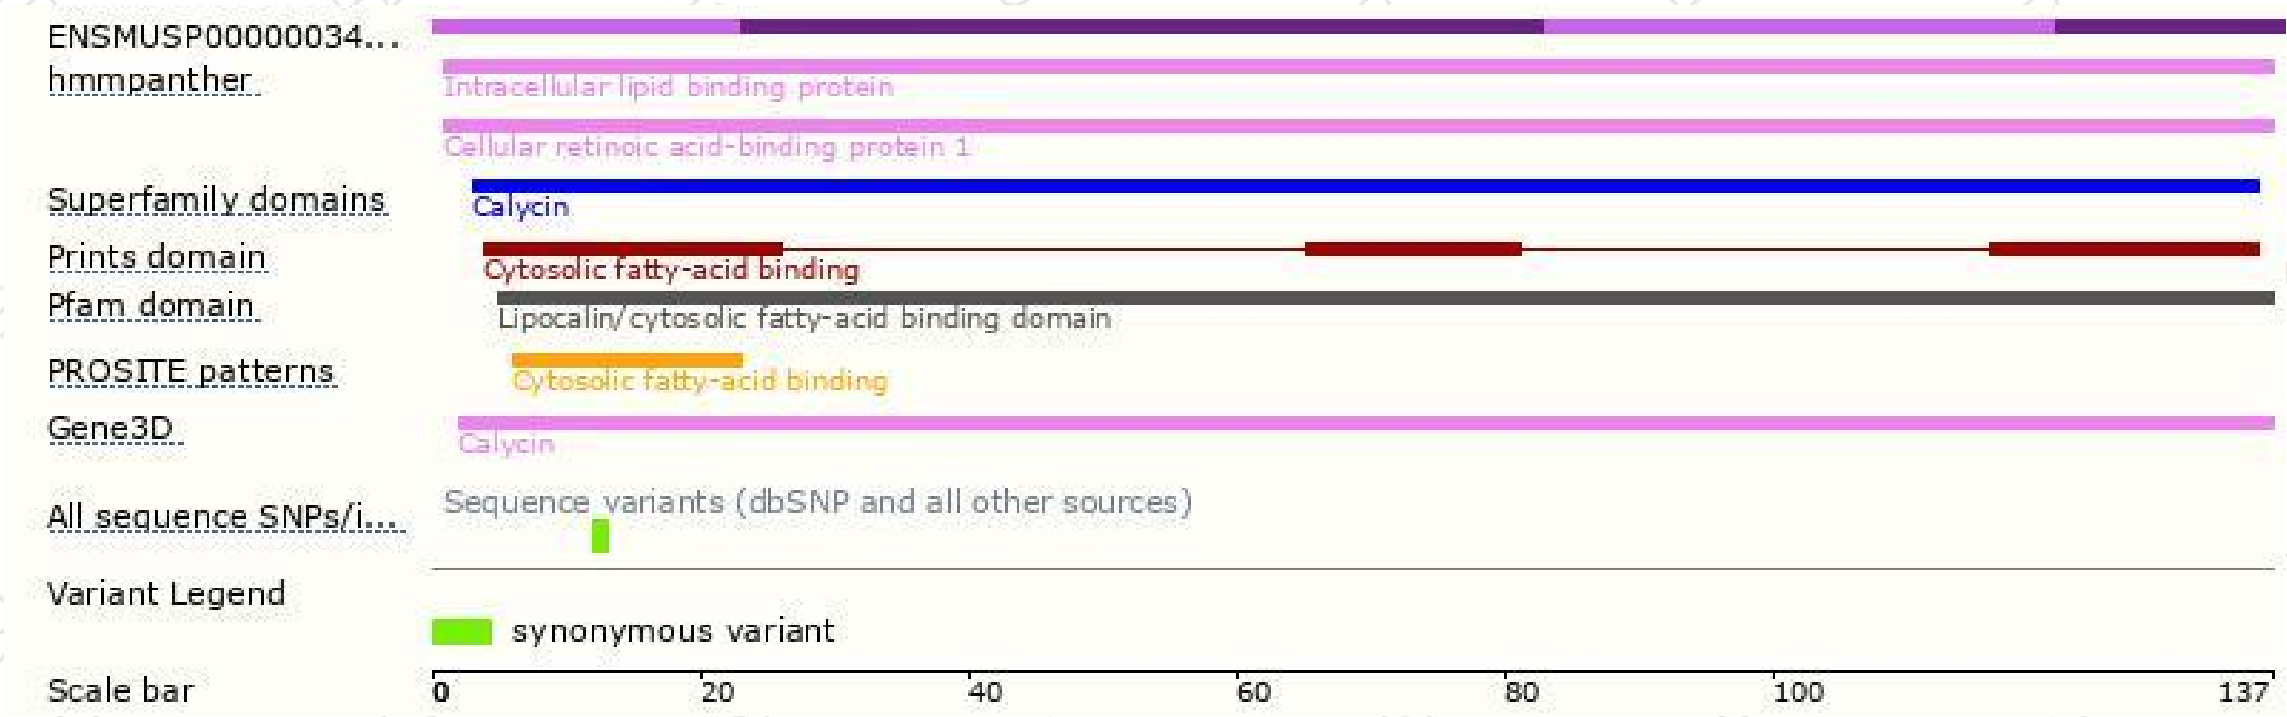 ENSMUSP00000034...
hmmpanther
Intracellular lipid binding protein
Cellular retinoic acid-binding protein 1
Superfamily domains
Calycin
Prints domain
Cytosolic fatty-acid binding
Pfam domain
Lipocalin/cytosolic fatty-acid binding domain
PROSITE patterns
Cytosolic fatty-acid binding
Gene3D
Calycin
All sequence SNPs/i...
Sequence variants (dbSNP and all other sources)
Variant Legend
synonymous variant
Scale bar 0 20 40 60 80 100 137